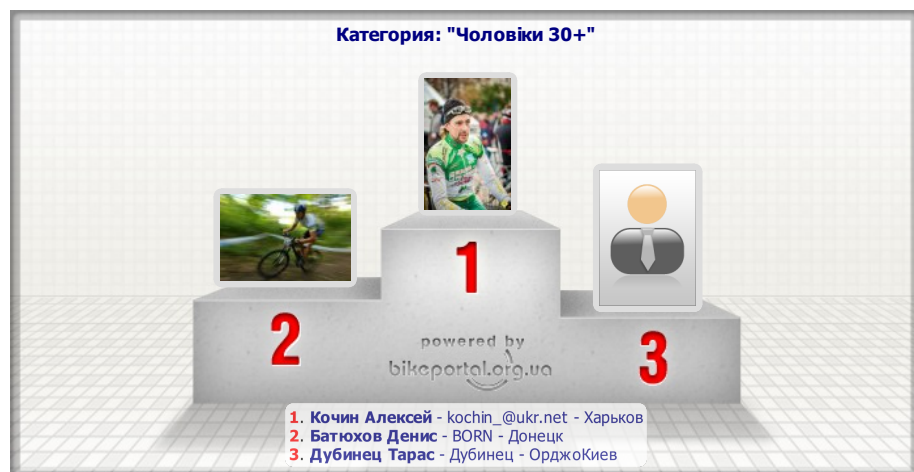 Категория: "Чоловіки 30+"
1
2
3
powered by
bikeportal.org.ua
1. Кочин Алексей - kochin_@ukr.net - Харьков
2. Батюхов Денис - BORN - Донецк
3. Дубинец Тарас - Дубинец - ОрджоКиев